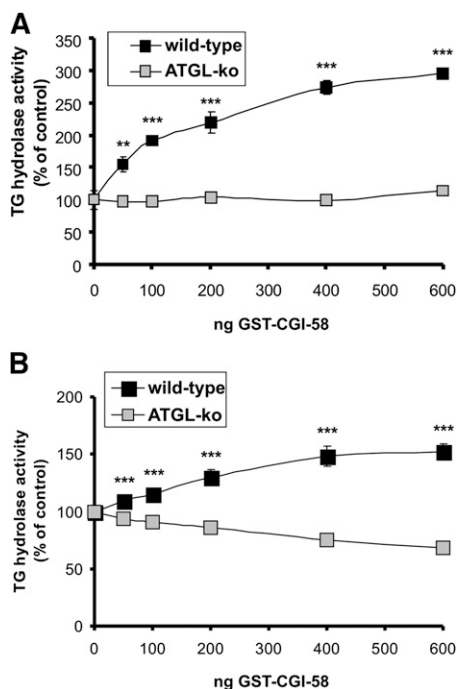 A
wild-type
ATGL-ko
TG hydrolase activity
(% of control)
350
300
250
200
150
100
50
0
**
***
***
***
***
0 100 200 300 400 500 600
ng GST-CGI-58
B
wild-type
ATGL-ko
TG hydrolase activity
(% of control)
200
150
100
50
0
***
***
***
***
***
0 100 200 300 400 500 600
ng GST-CGI-58